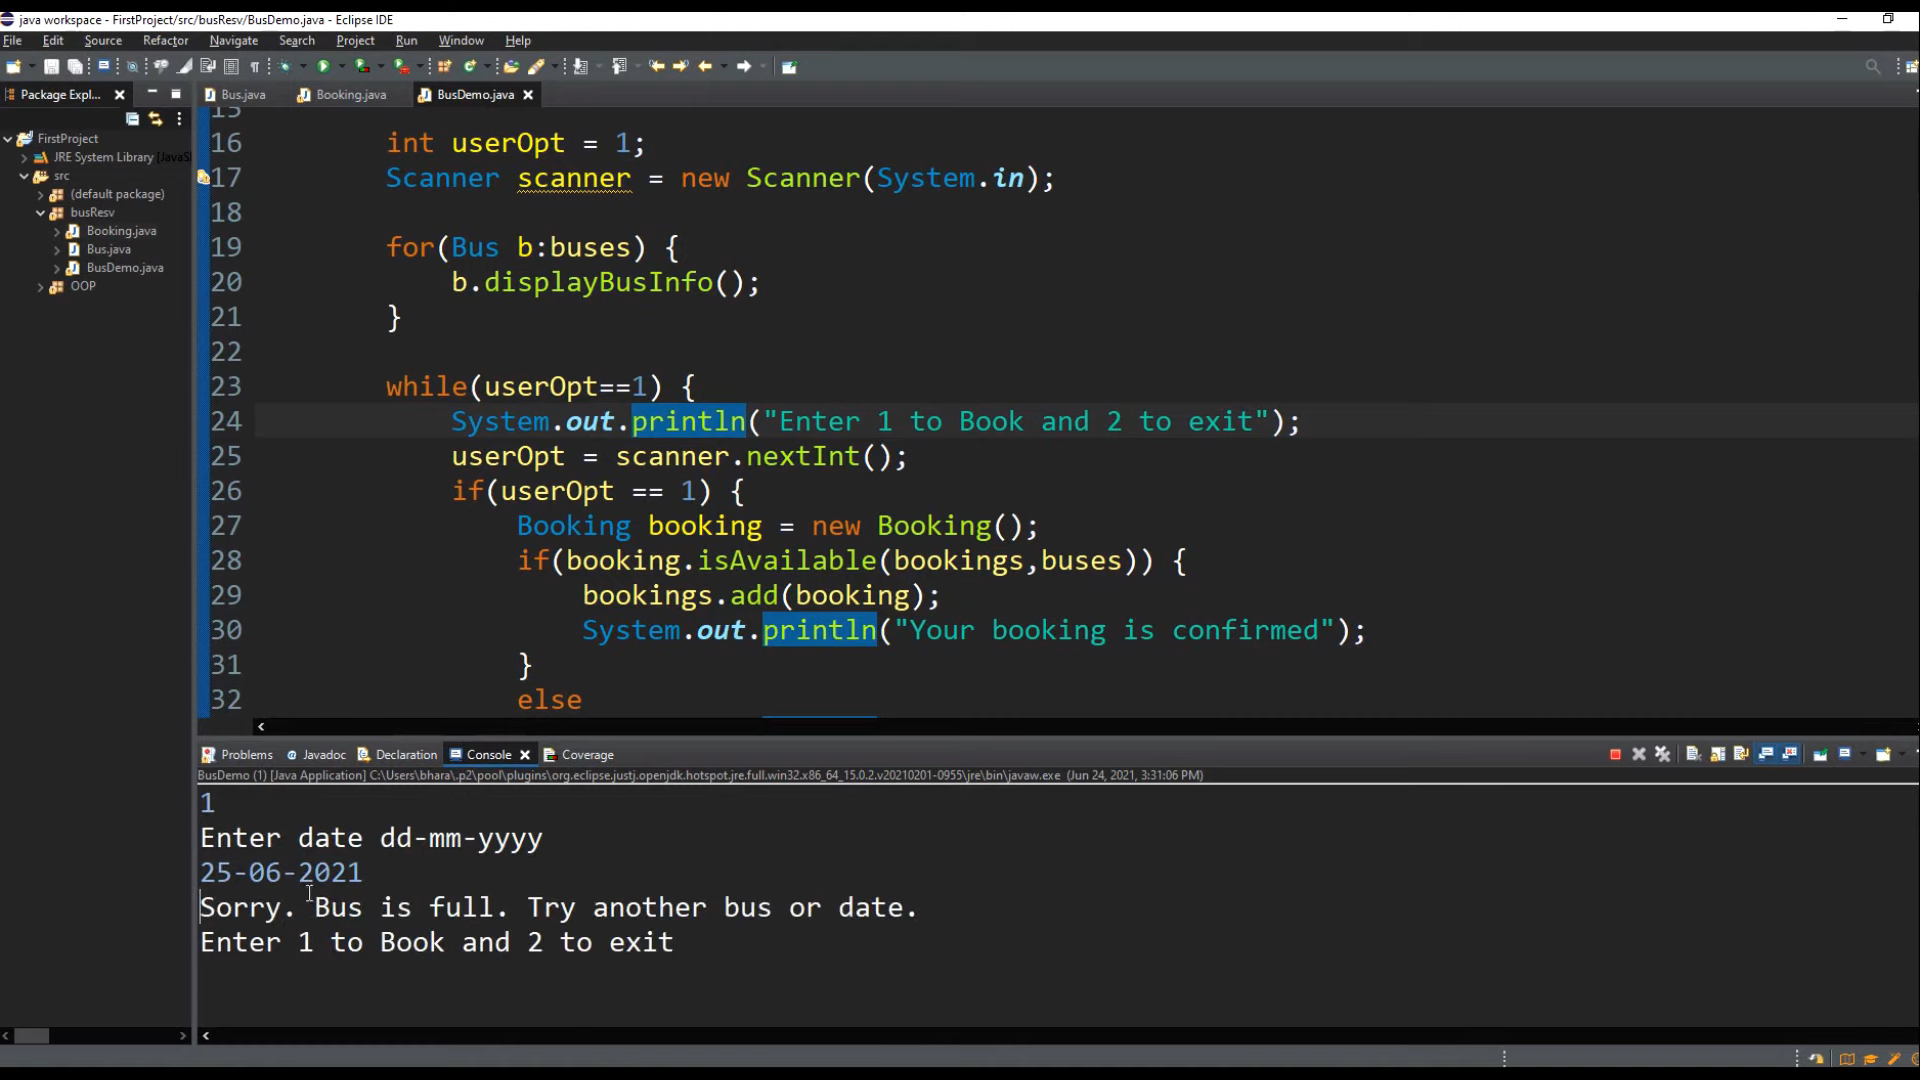 java workspace - FirstProject/src/busResv/BusDemo.java - Eclipse IDE
File Edit Source Refactor Navigate Search Project Run Window Help
Package Expl... Bus.java Booking.java BusDemo.java
FirstProject
JRE System Library [JavaS
src
(default package)
busResv
Booking.java
Bus.java
BusDemo.java
OOP
15
16 int userOpt = 1;
17 Scanner scanner = new Scanner(System.in);
18
19 for(Bus b:buses) {
20 b.displayBusInfo();
21 }
22
23 while(userOpt==1) {
24 System.out.println("Enter 1 to Book and 2 to exit");
25 userOpt = scanner.nextInt();
26 if(userOpt == 1) {
27 Booking booking = new Booking();
28 if(booking.isAvailable(bookings,buses)) {
29 bookings.add(booking);
30 System.out.println("Your booking is confirmed");
31 }
32 else
Problems @ Javadoc Declaration Console Coverage
BusDemo (1) [Java Application] C:\Users\bhara\.p2\pool\plugins\org.eclipse.justj.openjdk.hotspot.jre.full.win32.x86_64_15.0.2.v20210201-0955\jre\bin\javaw.exe (Jun 24, 2021, 3:31:06 PM)
1
Enter date dd-mm-yyyy
25-06-2021
Sorry. Bus is full. Try another bus or date.
Enter 1 to Book and 2 to exit